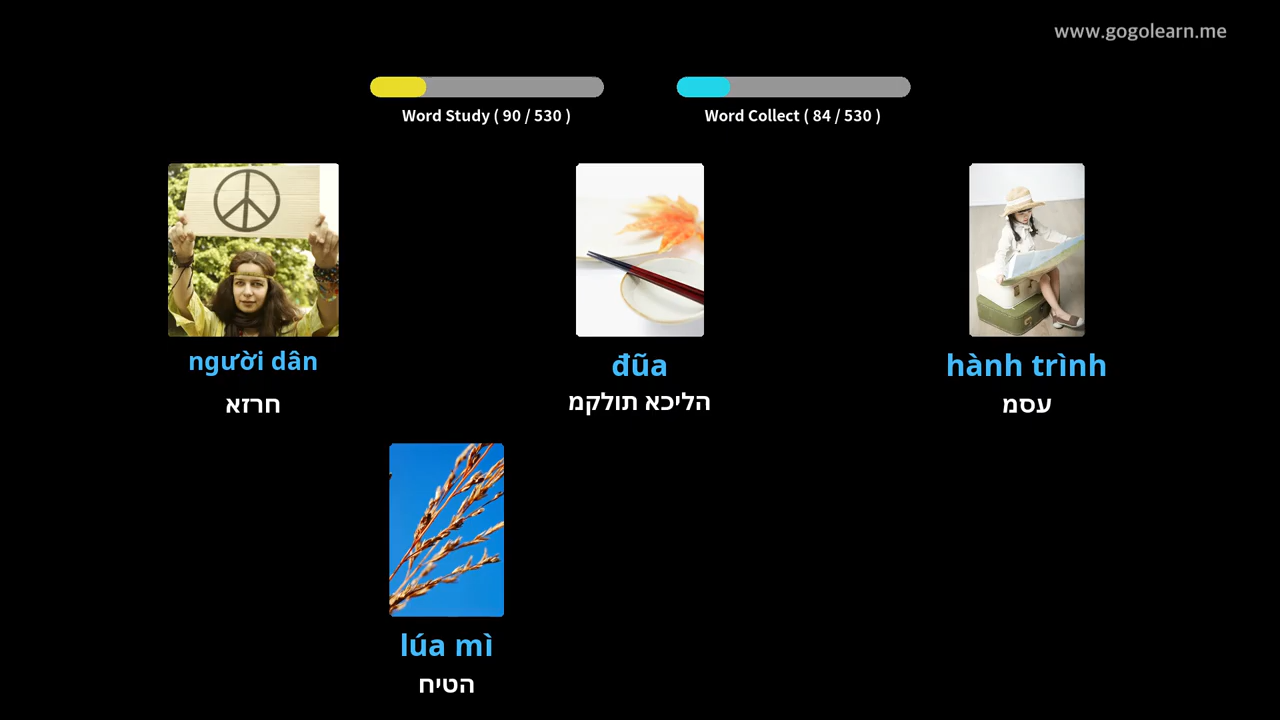 www.gogolearn.me
Word Study ( 90 / 530 )
Word Collect ( 84 / 530 )
người dân
חרזא
đũa
הליכא תולקמ
hành trình
עסמ
lúa mì
הטיח